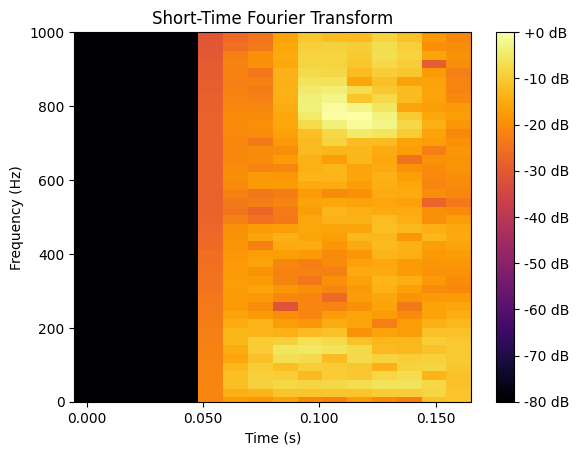 Short-Time Fourier Transform
1000
800
600
400
200
0
Frequency (Hz)
0.000
0.050
0.100
0.150
Time (s)
+0 dB
-10 dB
-20 dB
-30 dB
-40 dB
-50 dB
-60 dB
-70 dB
-80 dB